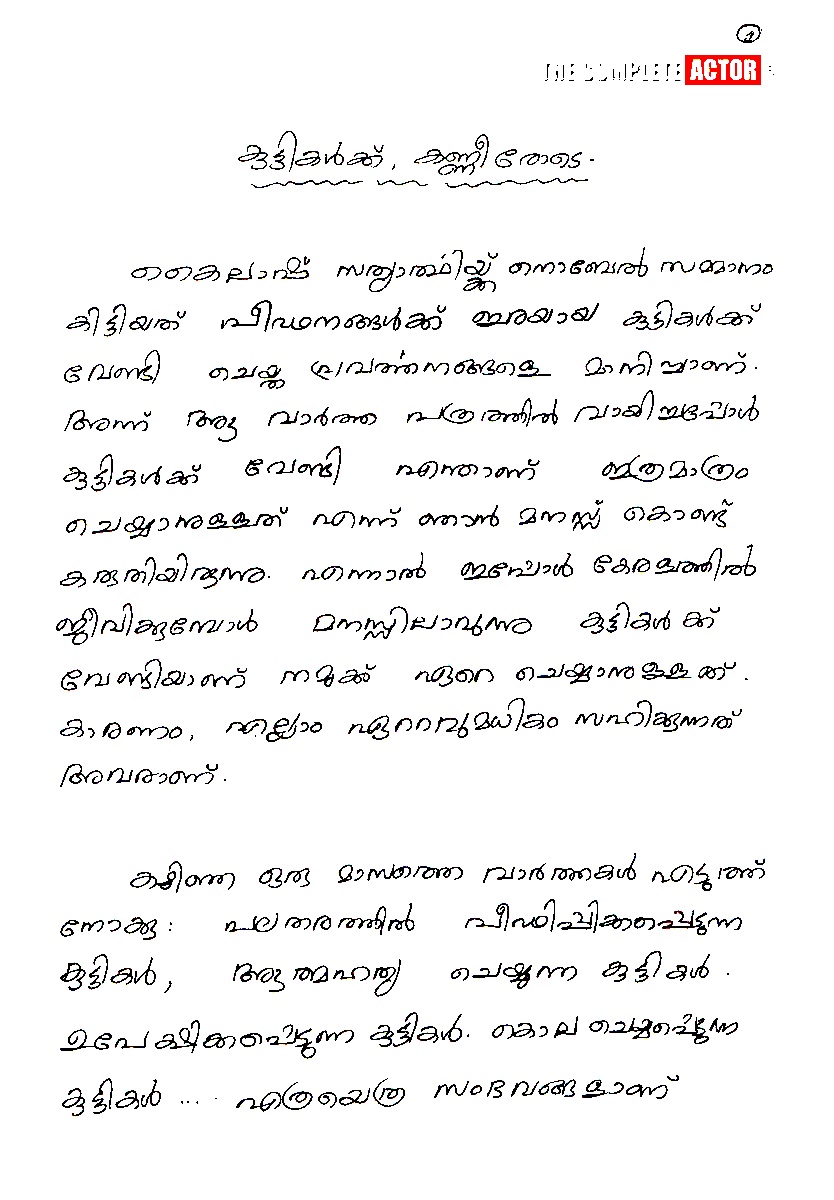 1
THE COMPLETE ACTOR
കുട്ടികൾക്ക്, കണ്ണീരോടെ.
കൈലാഷ് സത്യാർത്ഥിയ്ക്ക് നൊബേൽ സമ്മാനം
കിട്ടിയത് പീഢനങ്ങൾക്ക് ഇരയായ കുട്ടികൾക്ക്
വേണ്ടി ചെയ്ത പ്രവർത്തനങ്ങളെ മാനിച്ചാണ്.
അന്ന് ആ വാർത്ത പത്രത്തിൽ വായിച്ചപ്പോൾ
കുട്ടികൾക്ക് വേണ്ടി എന്താണ് ഇത്രമാത്രം
ചെയ്യാനുള്ളത് എന്ന് ഞാൻ മനസ്സ് കൊണ്ട്
കരുതിയിരുന്നു. എന്നാൽ ഇപ്പോൾ കേരളത്തിൽ
ജീവിക്കുമ്പോൾ മനസ്സിലാവുന്നു കുട്ടികൾക്ക്
വേണ്ടിയാണ് നമുക്ക് ഏറെ ചെയ്യാനുള്ളത്.
കാരണം, എല്ലാം ഏറ്റവുമധികം സഹിക്കുന്നത്
അവരാണ്.
കഴിഞ്ഞ ഒരു മാസത്തെ വാർത്തകൾ എടുത്ത്
നോക്കൂ: പലതരത്തിൽ പീഢിപ്പിക്കപ്പെടുന്ന
കുട്ടികൾ, ആത്മഹത്യ ചെയ്യുന്ന കുട്ടികൾ.
ഉപേക്ഷിക്കപ്പെടുന്ന കുട്ടികൾ. കൊല ചെയ്യപ്പെടുന്ന
കുട്ടികൾ ... എത്രയെത്ര സംഭവങ്ങളാണ്